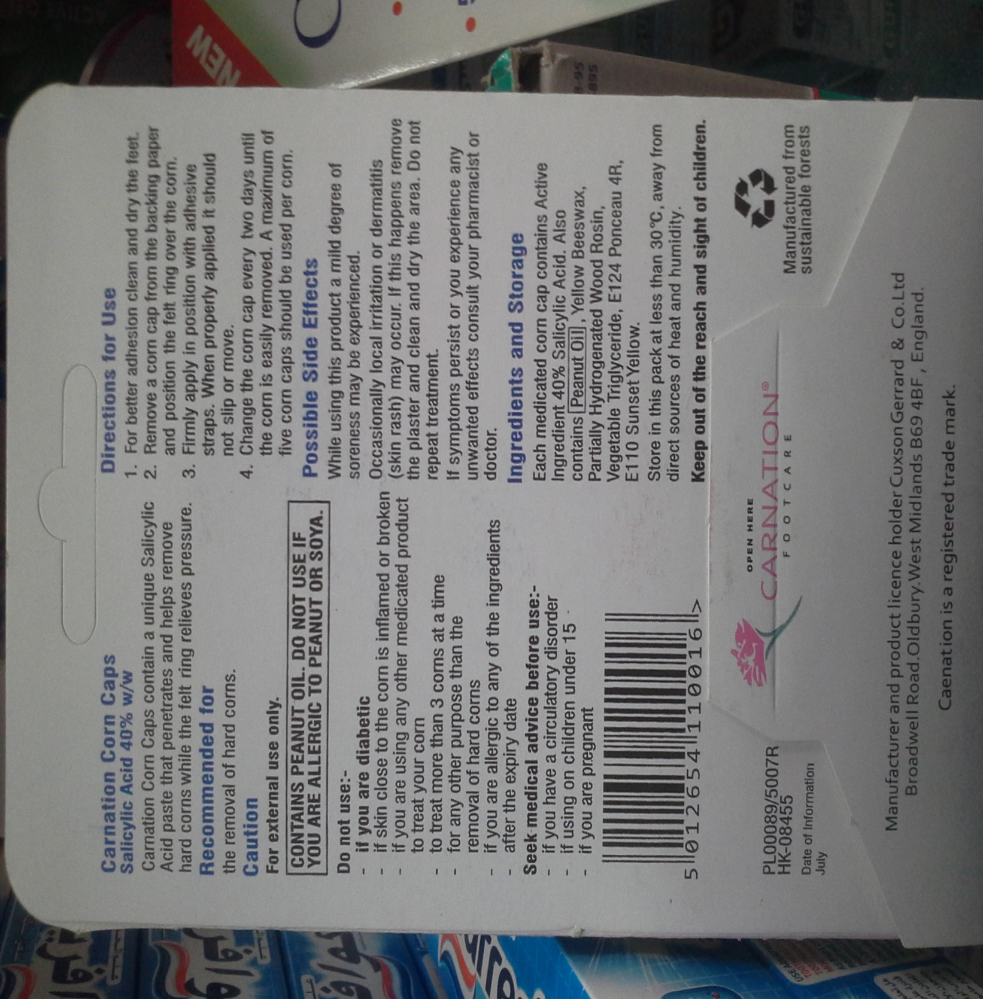 Carnation Corn Caps
Salicylic Acid 40% w/w
Carnation Corn Caps contain a unique Salicylic
Acid paste that penetrates and helps remove
hard corns while the felt ring relieves pressure.
Recommended for
the removal of hard corns.
Caution
For external use only.
CONTAINS PEANUT OIL. DO NOT USE IF
YOU ARE ALLERGIC TO PEANUT OR SOYA.
Do not use:-
- if you are diabetic
- if skin close to the corn is inflamed or broken
- if you are using any other medicated product
to treat your corn
- to treat more than 3 corns at a time
- for any other purpose than the
removal of hard corns
- if you are allergic to any of the ingredients
- after the expiry date
Seek medical advice before use:-
- if you have a circulatory disorder
- if using on children under 15
- if you are pregnant
5 012654 110016 >
Directions for Use
1. For better adhesion clean and dry the feet.
2. Remove a corn cap from the backing paper
and position the felt ring over the corn.
3. Firmly apply in position with adhesive
straps. When properly applied it should
not slip or move.
4. Change the corn cap every two days until
the corn is easily removed. A maximum of
five corn caps should be used per corn.
Possible Side Effects
While using this product a mild degree of
soreness may be experienced.
Occasionally local irritation or dermatitis
(skin rash) may occur. If this happens remove
the plaster and clean and dry the area. Do not
repeat treatment.
If symptoms persist or you experience any
unwanted effects consult your pharmacist or
doctor.
Ingredients and Storage
Each medicated corn cap contains Active
Ingredient 40% Salicylic Acid. Also
contains Peanut Oil, Yellow Beeswax,
Partially Hydrogenated Wood Rosin,
Vegetable Triglyceride, E124 Ponceau 4R,
E110 Sunset Yellow.
Store in this pack at less than 30°C, away from
direct sources of heat and humidity.
Keep out of the reach and sight of children.
PL00089/5007R
HK-08455
Date of Information
July
OPEN HERE
CARNATION®
FOOTCARE
Manufactured from
sustainable forests
Manufacturer and product licence holder Cuxson Gerrard & Co.Ltd
Broadwell Road.Oldbury.West Midlands B69 4BF, England.
Caenation is a registered trade mark.
NEW